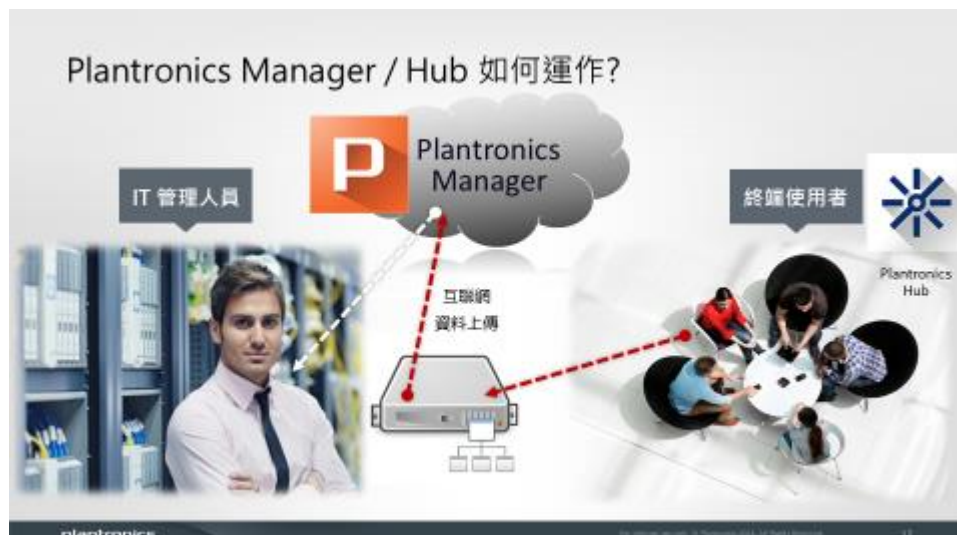 Plantronics Manager / Hub 如何運作?
P
Plantronics
Manager
IT 管理人員
終端使用者
Plantronics
Hub
互聯網
資料上傳
plantronics